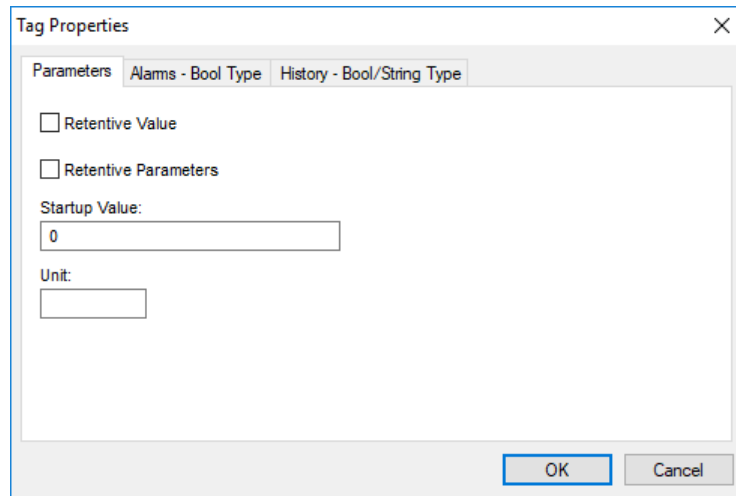 Tag Properties
Parameters Alarms - Bool Type History - Bool/String Type
Retentive Value
Retentive Parameters
Startup Value:
0
Unit:
OK Cancel